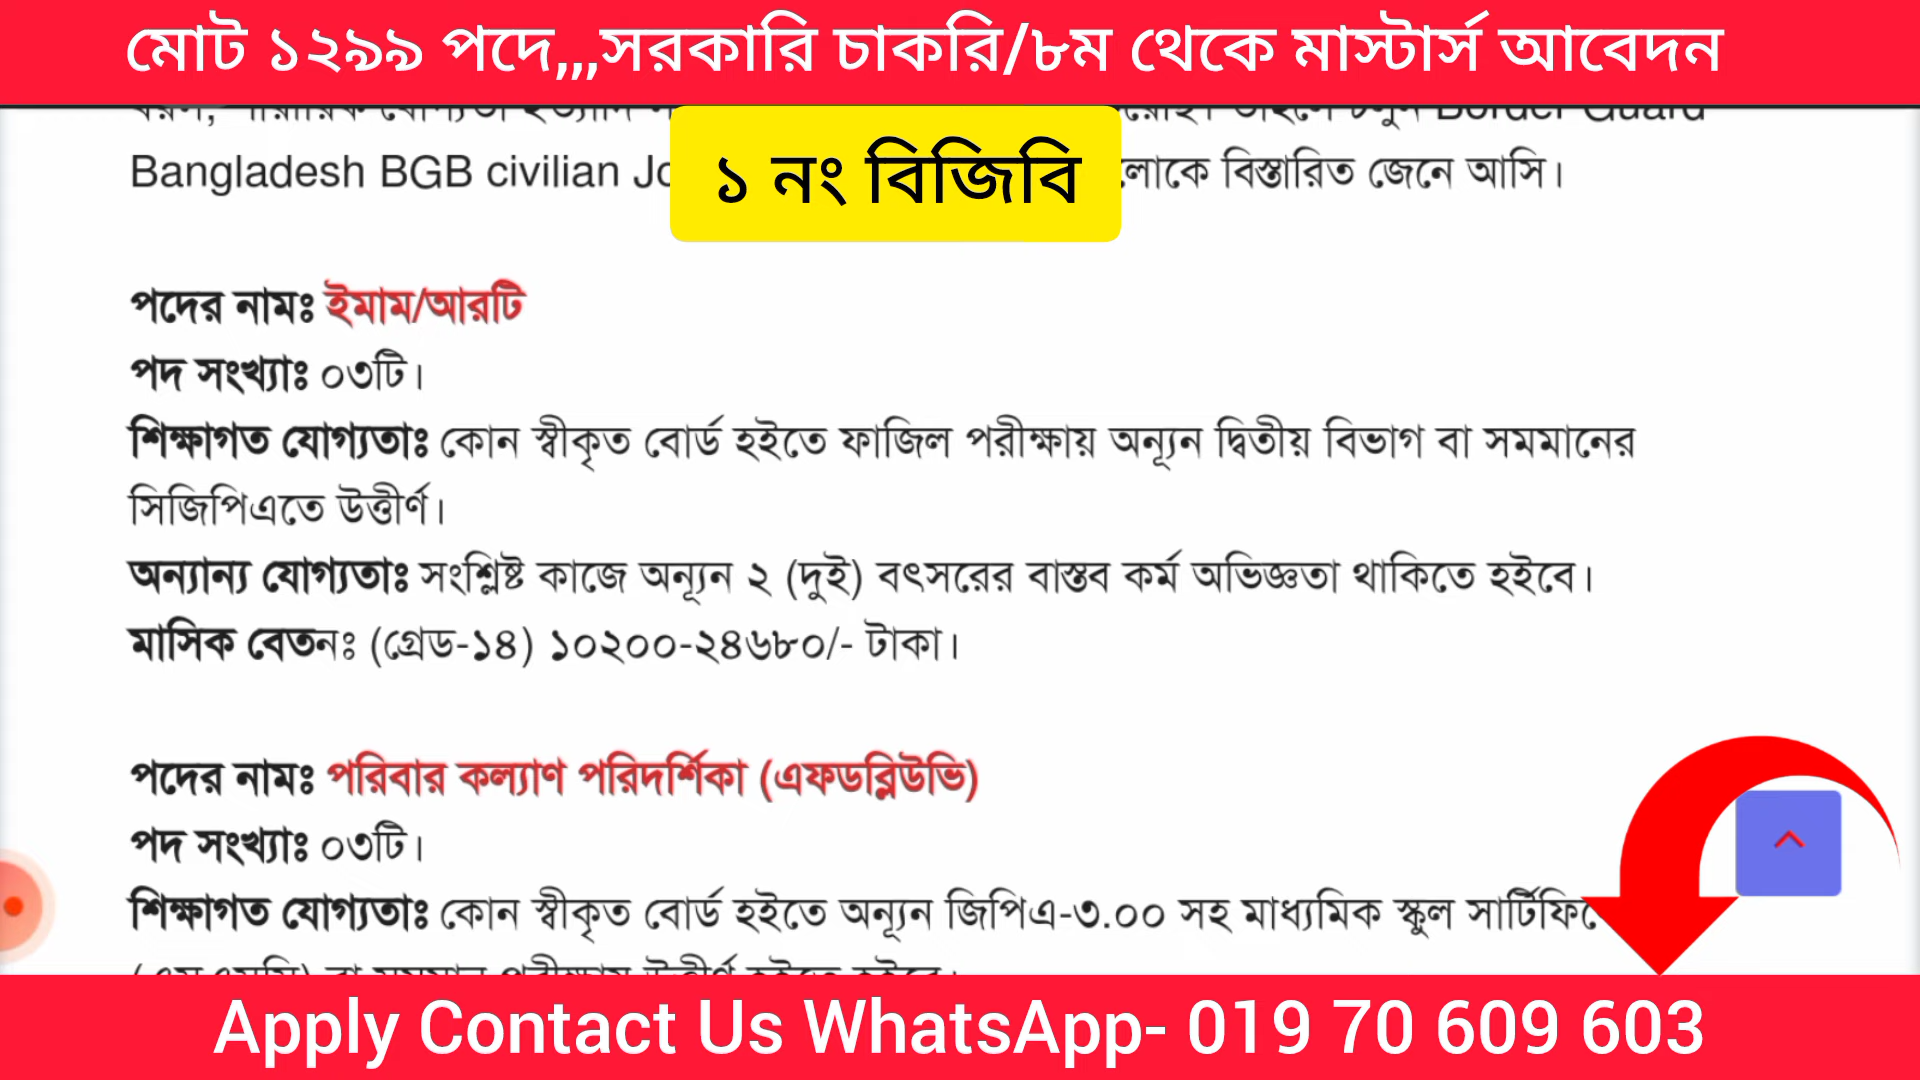 মোট ১২৯৯ পদে,,,সরকারি চাকরি/৮ম থেকে মাস্টার্স আবেদন
১ নং বিজিবি
Border Guard
Bangladesh BGB civilian বিস্তারিত জেনে আসি।
পদের নামঃ ইমাম/আরটি
পদ সংখ্যাঃ ০৩টি।
শিক্ষাগত যোগ্যতাঃ কোন স্বীকৃত বোর্ড হইতে ফাজিল পরীক্ষায় অন্যূন দ্বিতীয় বিভাগ বা সমমানের
সিজিপিএতে উত্তীর্ণ।
অন্যান্য যোগ্যতাঃ সংশ্লিষ্ট কাজে অন্যূন ২ (দুই) বৎসরের বাস্তব কর্ম অভিজ্ঞতা থাকিতে হইবে।
মাসিক বেতনঃ (গ্রেড-১৪) ১০২০০-২৪৬৮০/- টাকা।
পদের নামঃ পরিবার কল্যাণ পরিদর্শিকা (এফডব্লিউভি)
পদ সংখ্যাঃ ০৩টি।
শিক্ষাগত যোগ্যতাঃ কোন স্বীকৃত বোর্ড হইতে অন্যূন জিপিএ-৩.০০ সহ মাধ্যমিক স্কুল
Apply Contact Us WhatsApp- 019 70 609 603